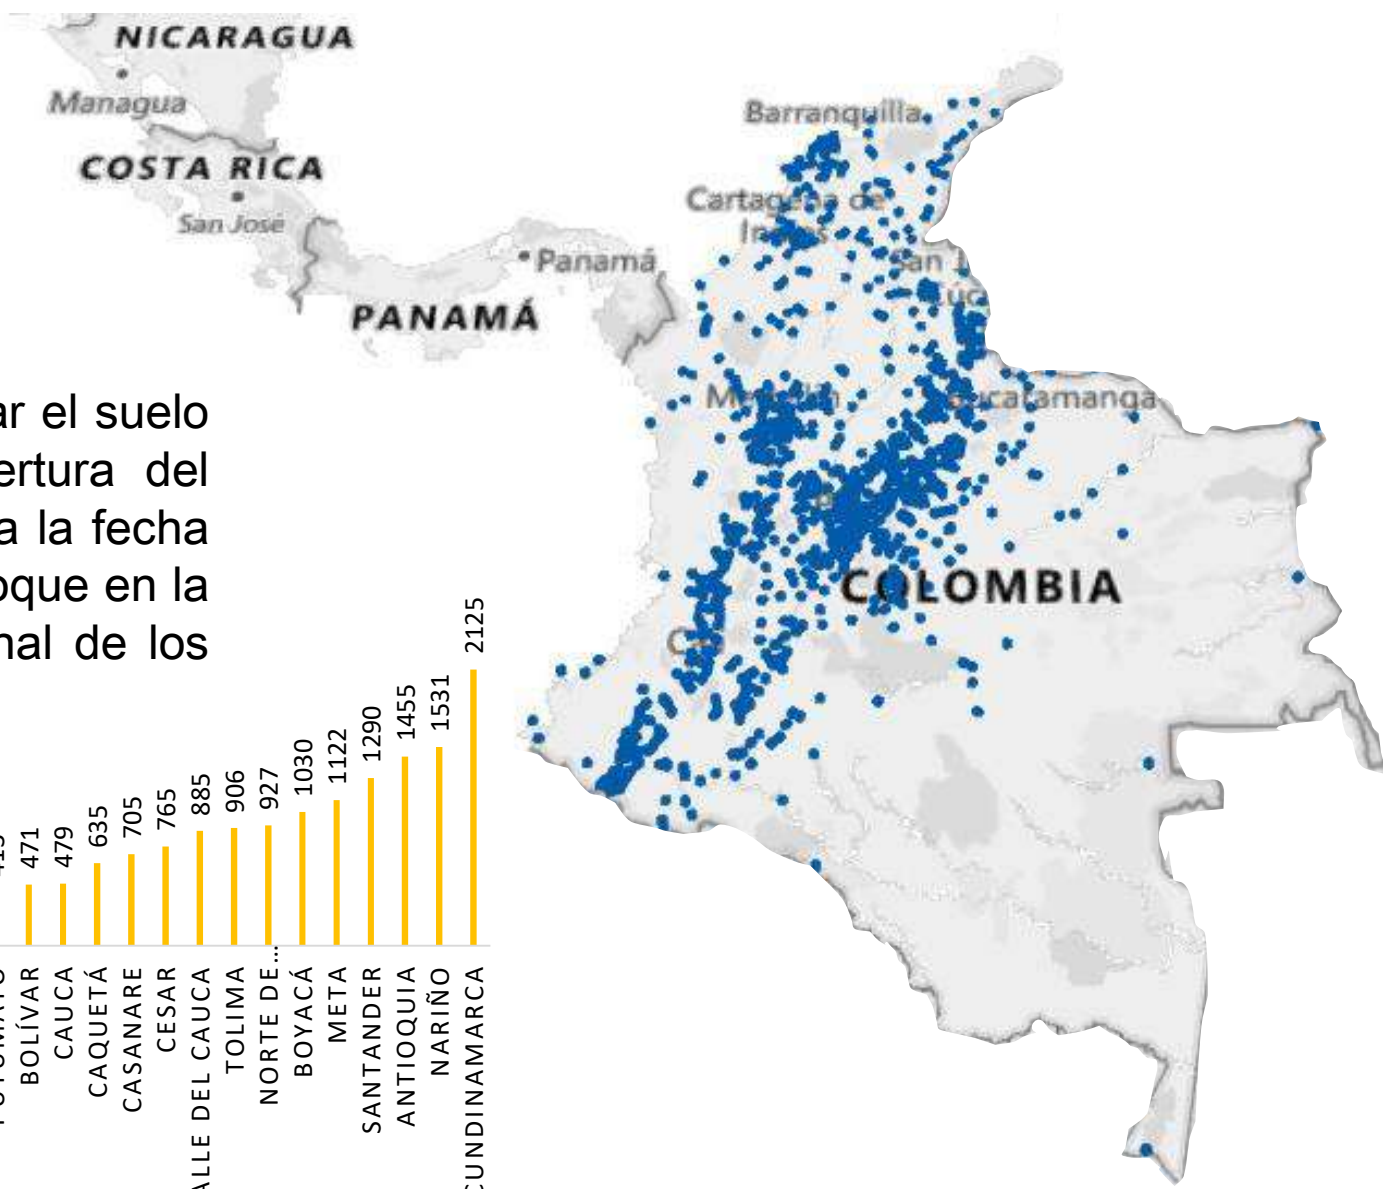 NICARAGUA
Managua
COSTA RICA
San José
Panamá
PANAMÁ
Barranquilla
Cartagena de
COLOMBIA
ar el suelo
ertura del
a la fecha
oque en la
nal de los
471
479
635
705
765
885
906
927
1030
1122
1290
1455
1531
2125
BOLÍVAR
CAUCA
CAQUETÁ
CASANARE
CESAR
ALLE DEL CAUCA
TOLIMA
NORTE DE...
BOYACÁ
META
SANTANDER
ANTIOQUIA
NARIÑO
CUNDINAMARCA